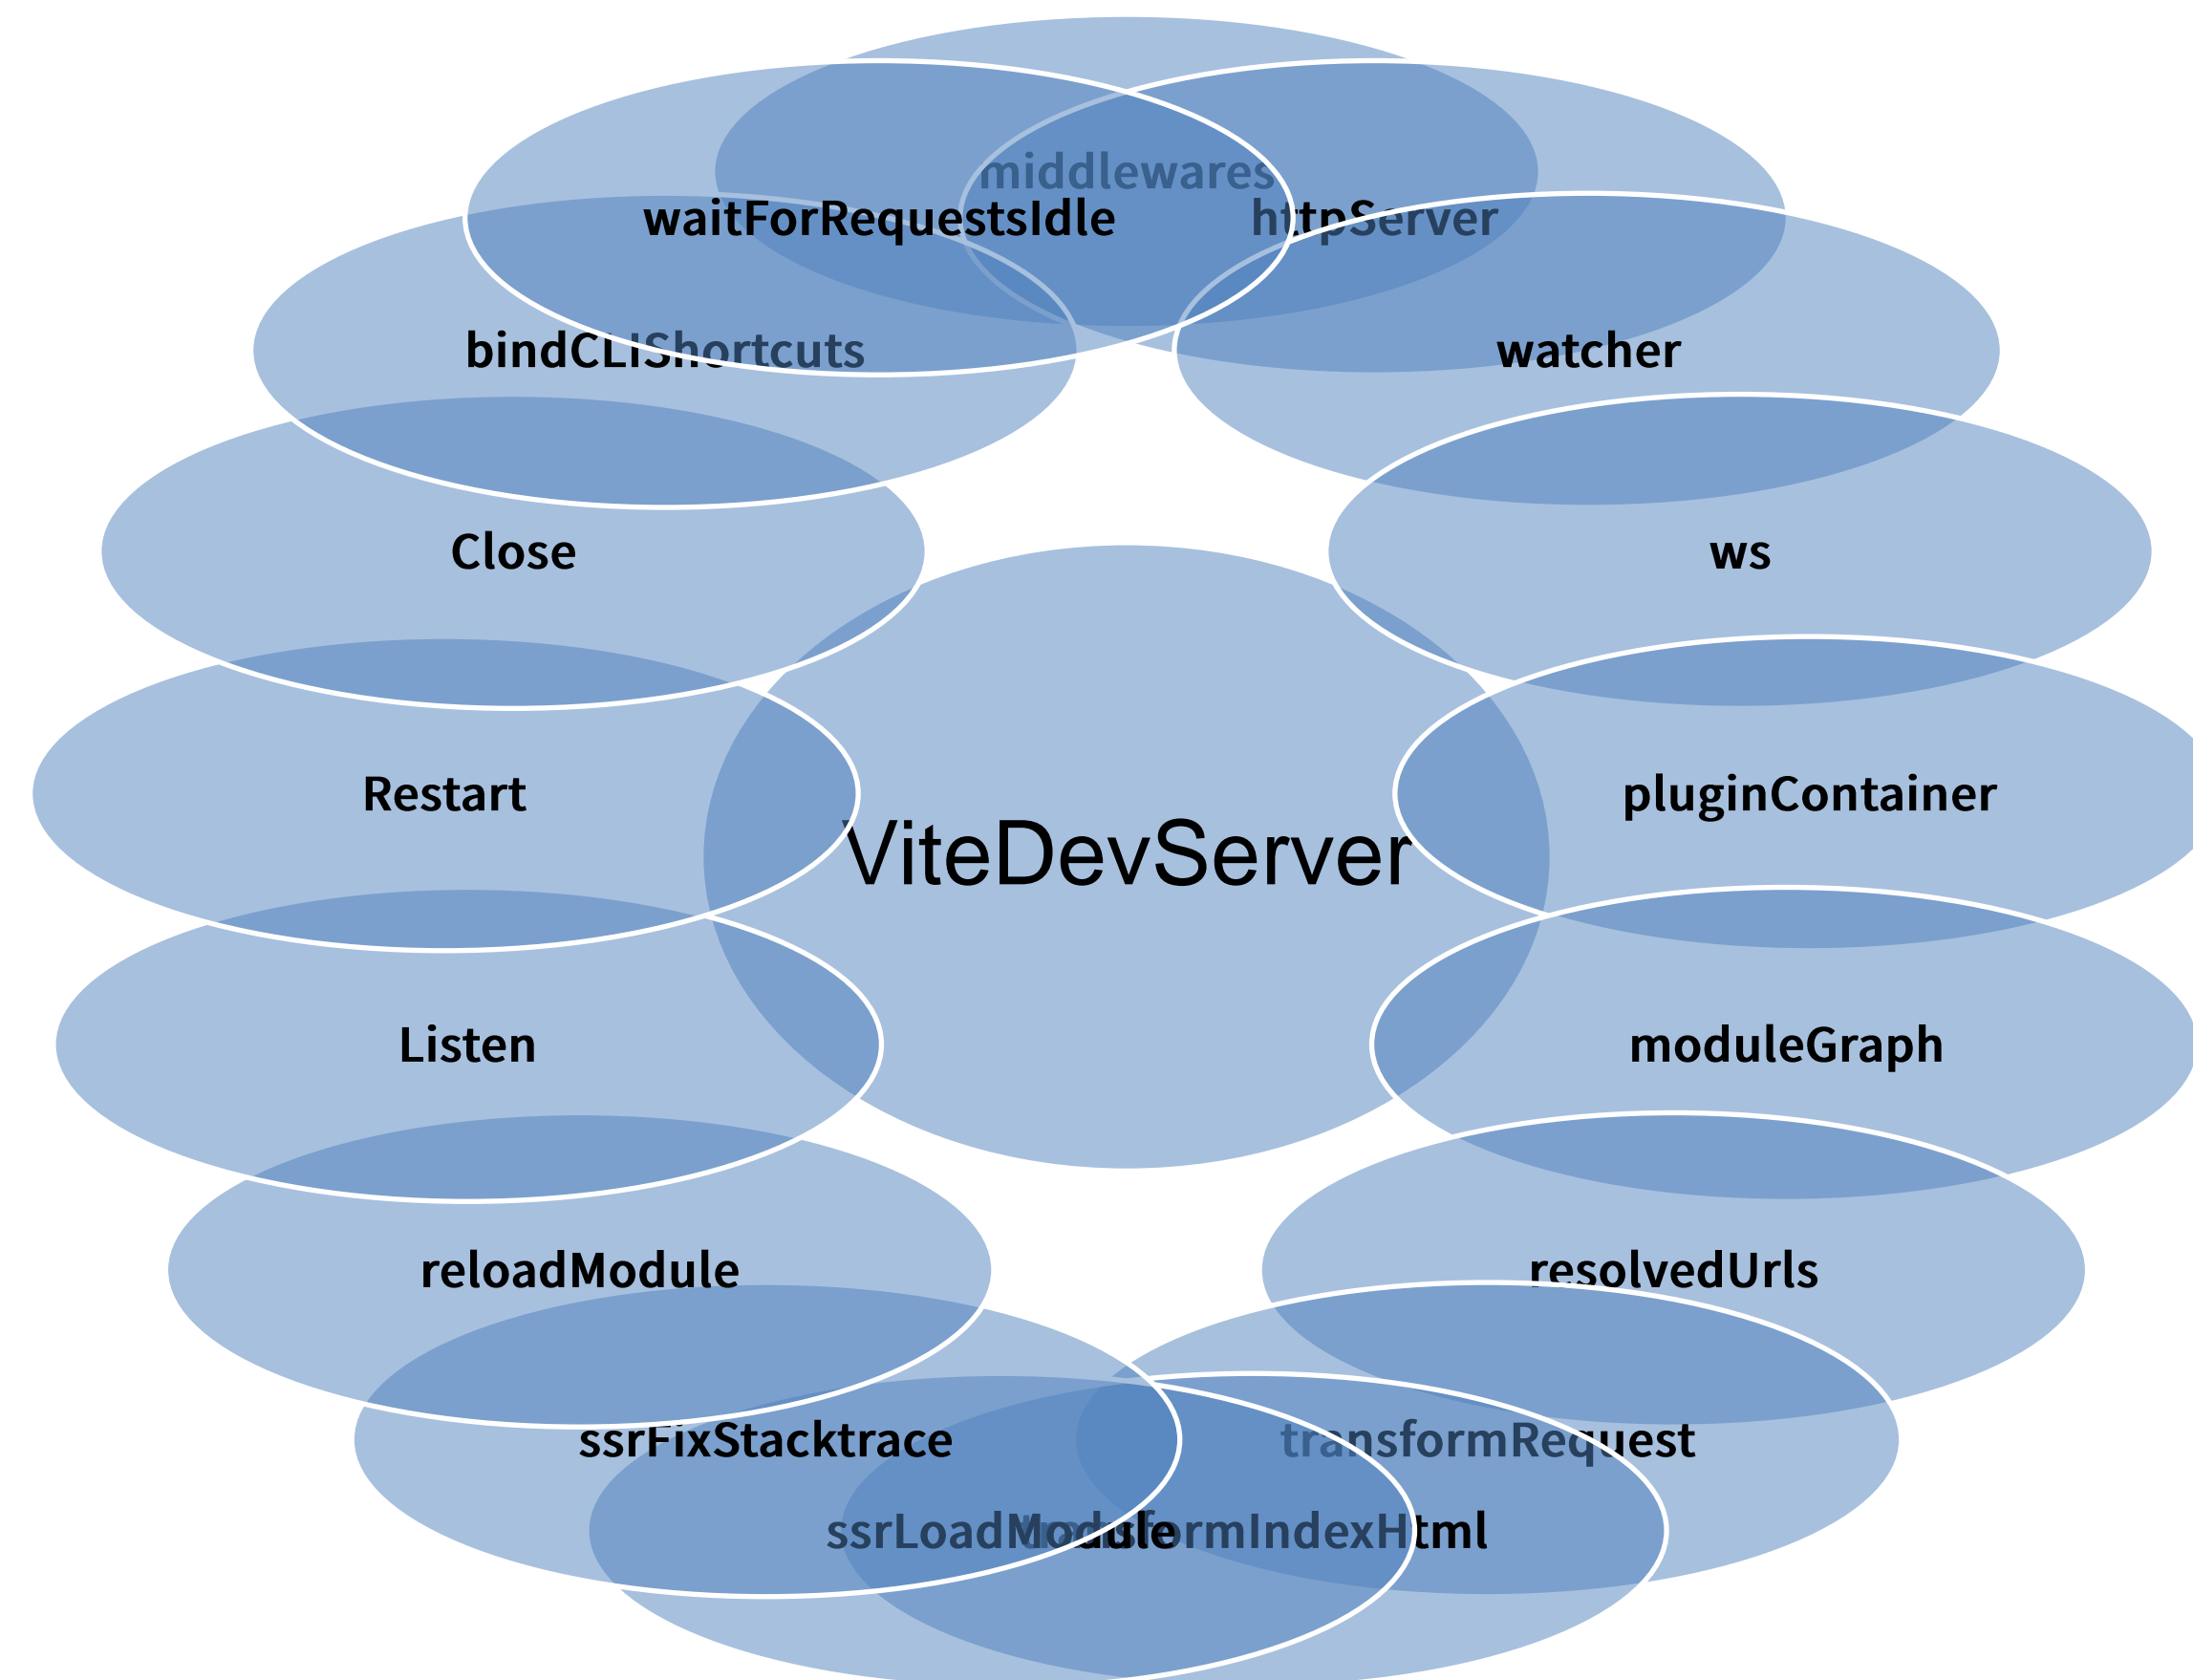 middlewares
waitForRequestsIdle
httpServer
bindCLIShortcuts
watcher
Close
ws
Restart
pluginContainer
ViteDevServer
Listen
moduleGraph
reloadModule
resolvedUrls
ssrFixStacktrace
transformRequest
ssrLoadModule
transformIndexHtml